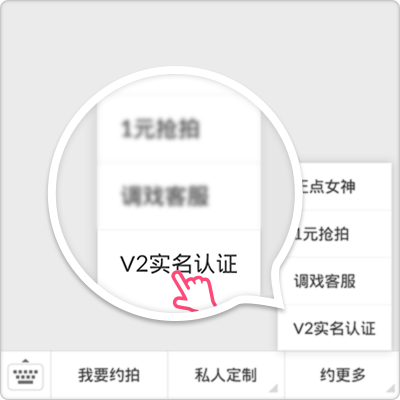 1元抢拍
调戏客服
V2实名认证
正点女神
1元抢拍
调戏客服
V2实名认证
我要约拍
私人定制
约更多